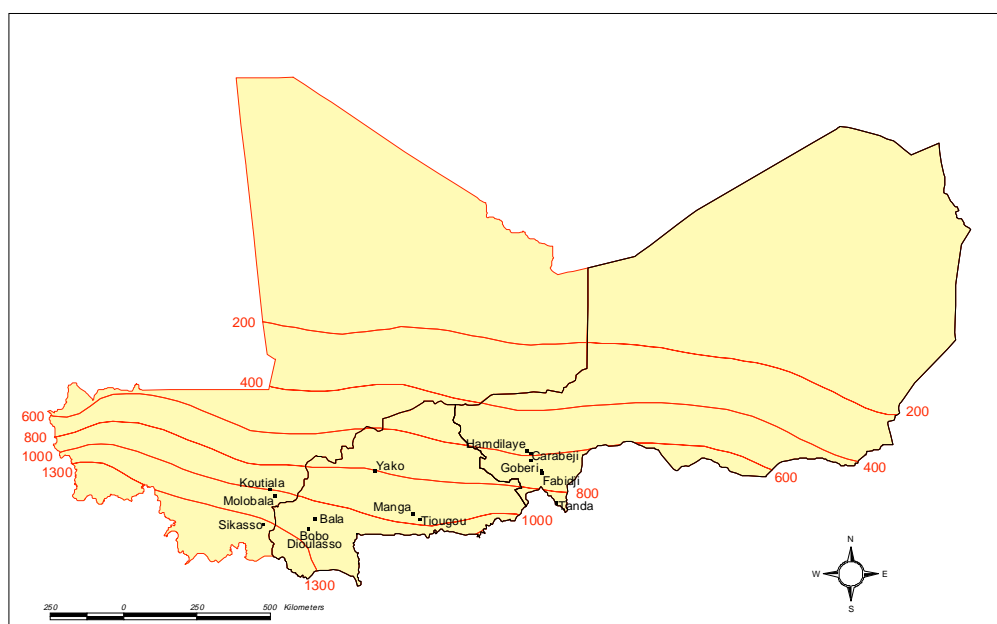 200
400
600
800
1000
1300
200
400
600
800
1000
1300
Hamdilaye
Carabeji
Goberi
Fabidji
Tanda
Yako
Koutiala
Molobala
Manga
Tiougou
Sikasso
Bala
Bobo
Dioulasso
N
W
E
S
250
0
250
500
Kilometers